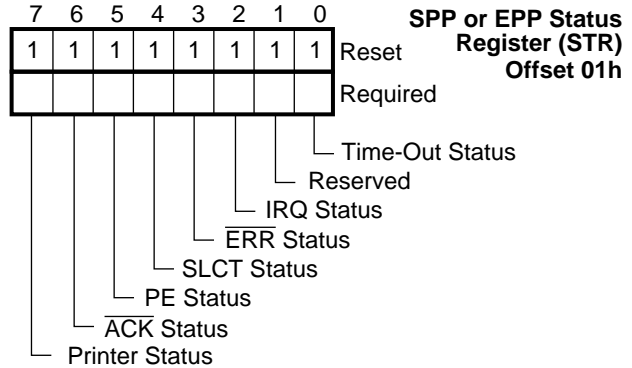 7 6 5 4 3 2 1 0
SPP or EPP Status
Register (STR)
Offset 01h
1 1 1 1 1 1 1 1 Reset
Required
Time-Out Status
Reserved
IRQ Status
ERR Status
SLCT Status
PE Status
ACK Status
Printer Status